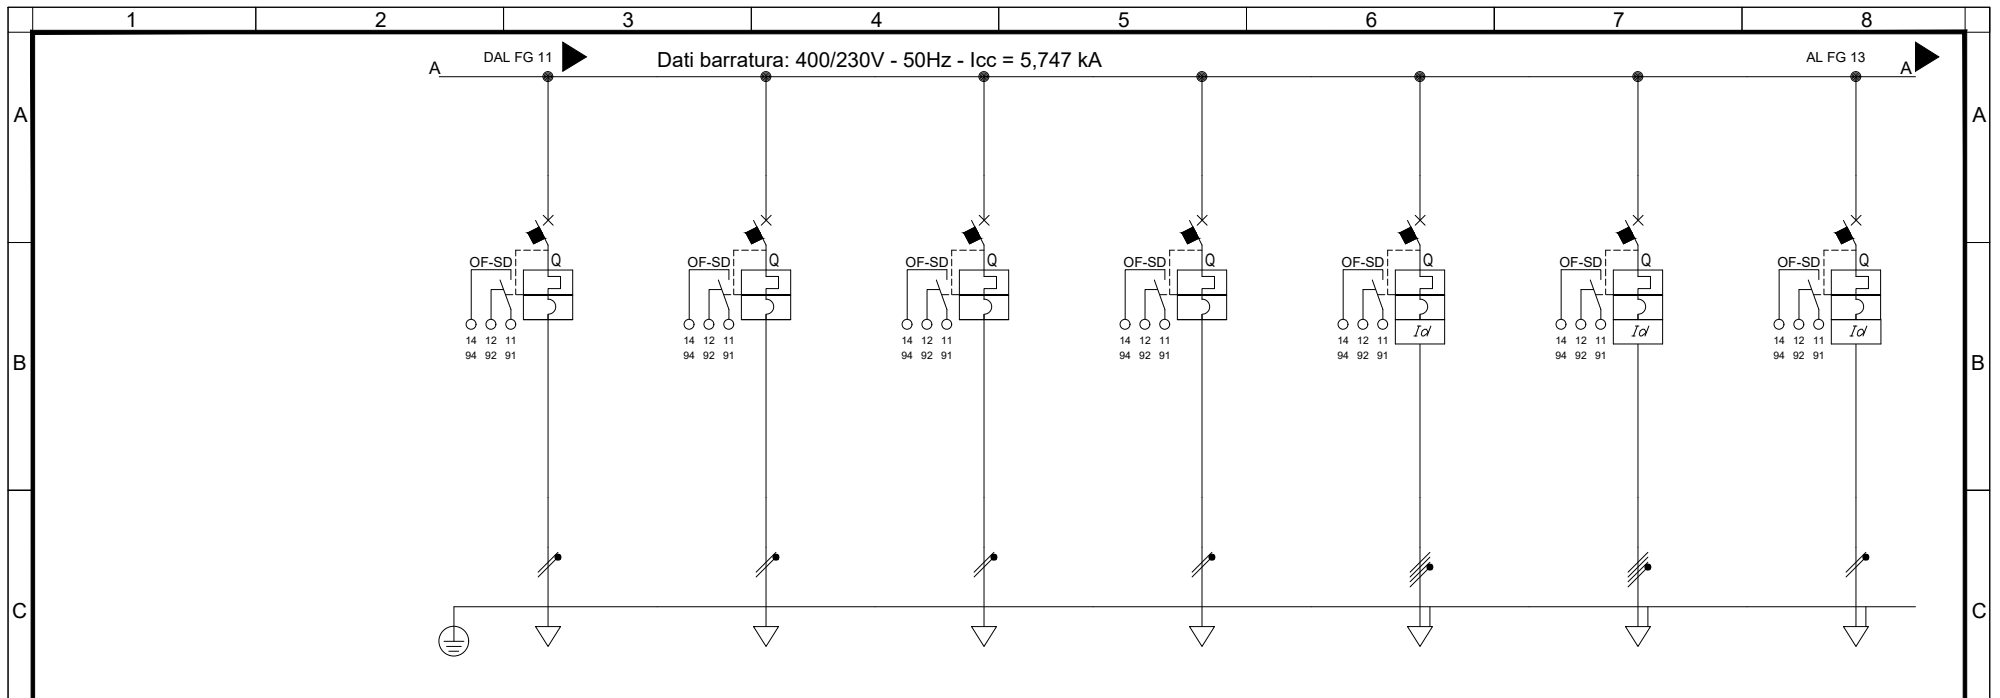 1 2 3 4 5 6 7 8
DAL FG 11 Dati barratura: 400/230V - 50Hz - Icc = 5,747 kA AL FG 13
A A
A A
Q Q Q Q Q Q Q
OF-SD OF-SD OF-SD OF-SD OF-SD OF-SD OF-SD
Id Id Id
14 12 11 14 12 11 14 12 11 14 12 11 14 12 11 14 12 11 14 12 11
94 92 91 94 92 91 94 92 91 94 92 91 94 92 91 94 92 91 94 92 91
B B
C C